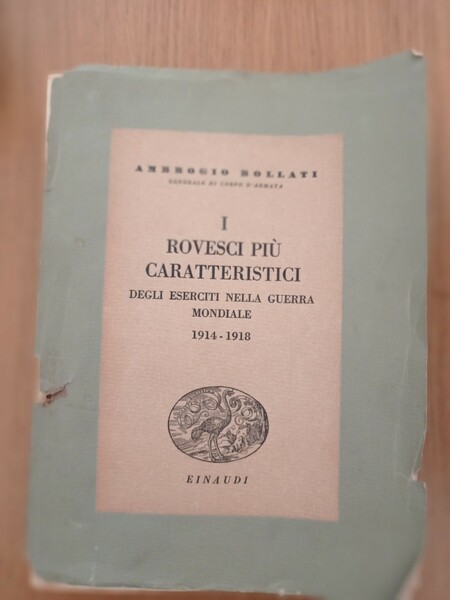 AMBROGIO BOLLATI
GENERALE DI CORPO D'ARMATA
I
ROVESCI PIÙ
CARATTERISTICI
DEGLI ESERCITI NELLA GUERRA
MONDIALE
1914-1918
EINAUDI